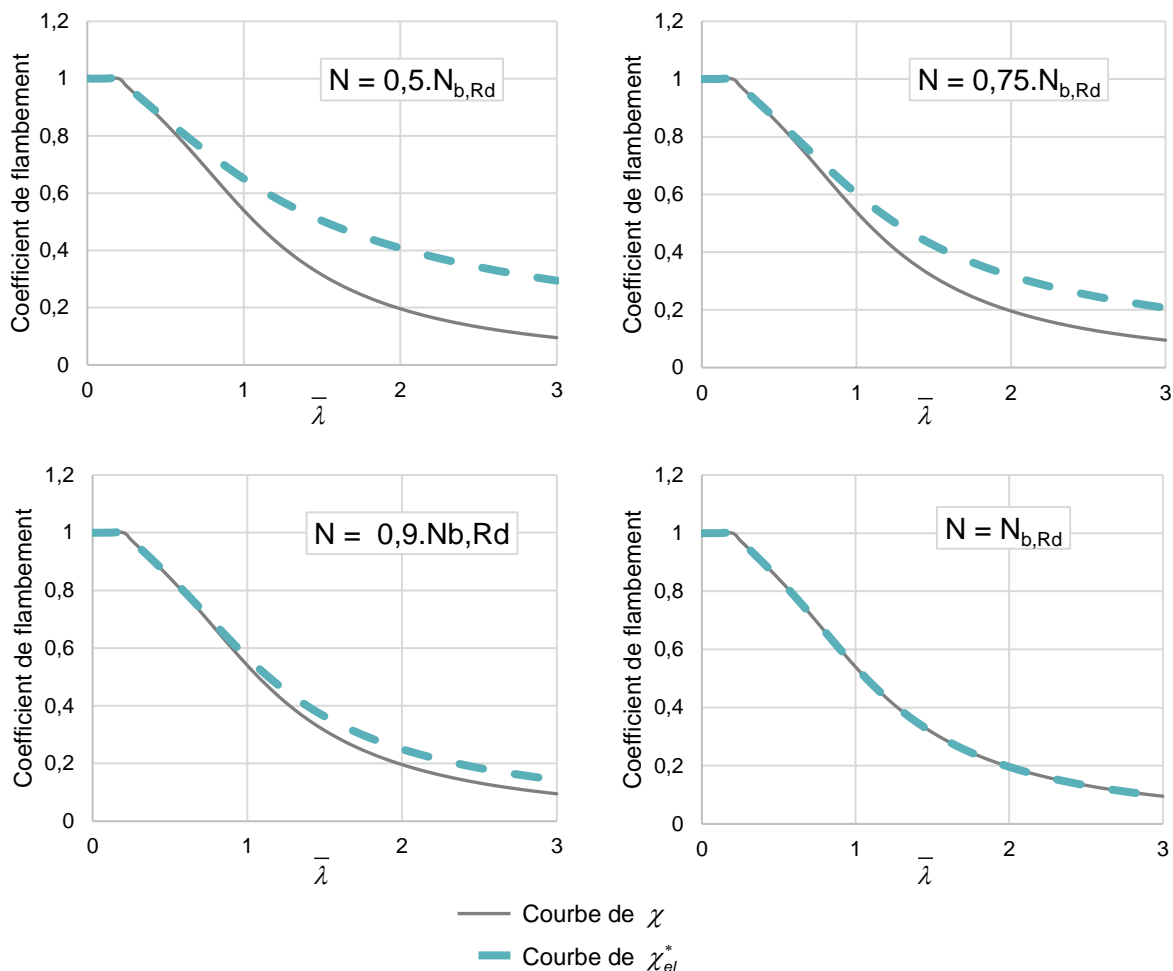 1,2
1
0,8
0,6
0,4
0,2
0
Coefficient de flambement
N = 0,5.Nb,Rd
0 1 2 3
λ̅
1,2
1
0,8
0,6
0,4
0,2
0
Coefficient de flambement
N = 0,75.Nb,Rd
0 1 2 3
λ̅
1,2
1
0,8
0,6
0,4
0,2
0
Coefficient de flambement
N = 0,9.Nb,Rd
0 1 2 3
λ̅
1,2
1
0,8
0,6
0,4
0,2
0
Coefficient de flambement
N = Nb,Rd
0 1 2 3
λ̅
Courbe de χ
Courbe de χ*el